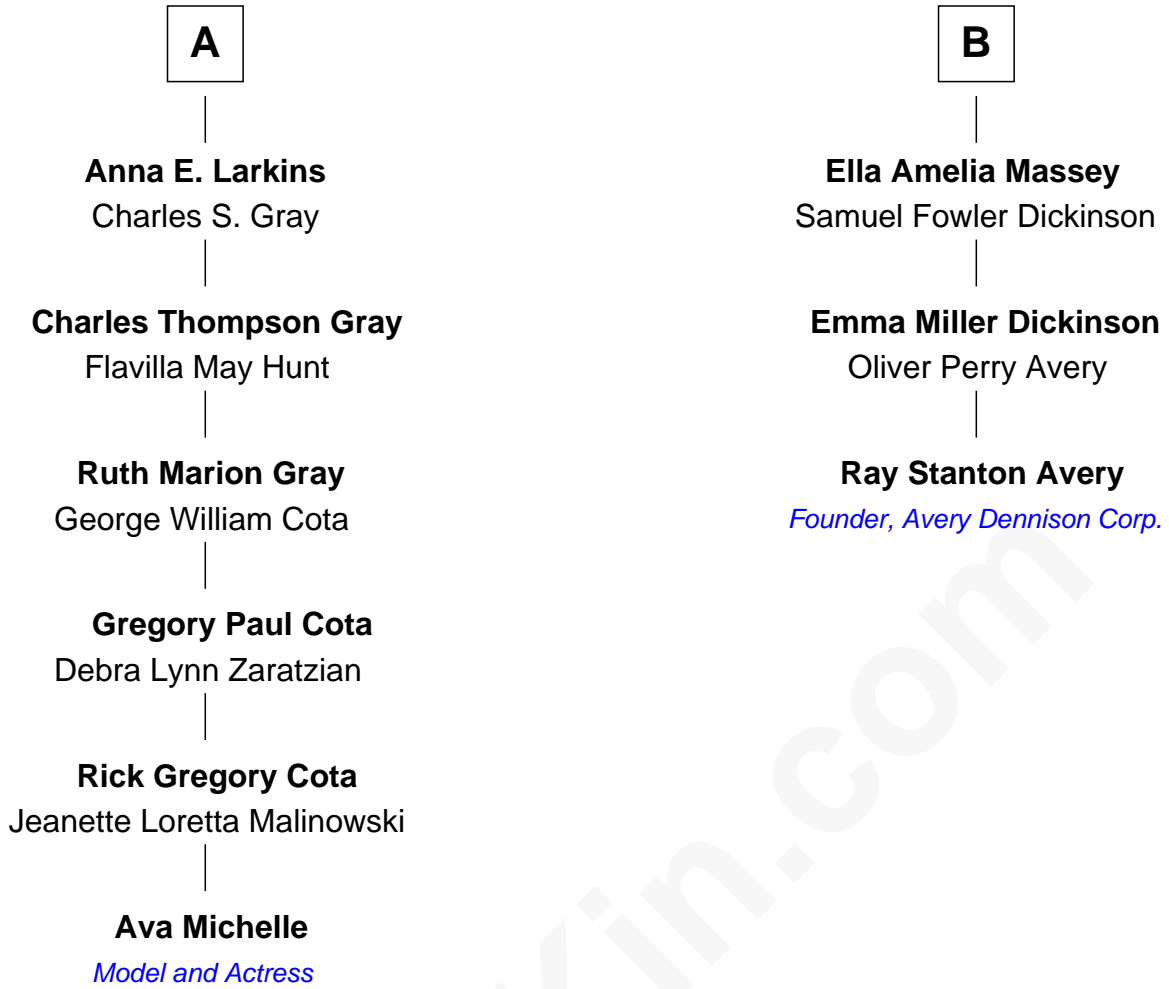 A
Anna E. Larkins
Charles S. Gray
Charles Thompson Gray
Flavilla May Hunt
Ruth Marion Gray
George William Cota
Gregory Paul Cota
Debra Lynn Zaratzian
Rick Gregory Cota
Jeanette Loretta Malinowski
Ava Michelle
Model and Actress
B
Ella Amelia Massey
Samuel Fowler Dickinson
Emma Miller Dickinson
Oliver Perry Avery
Ray Stanton Avery
Founder, Avery Dennison Corp.